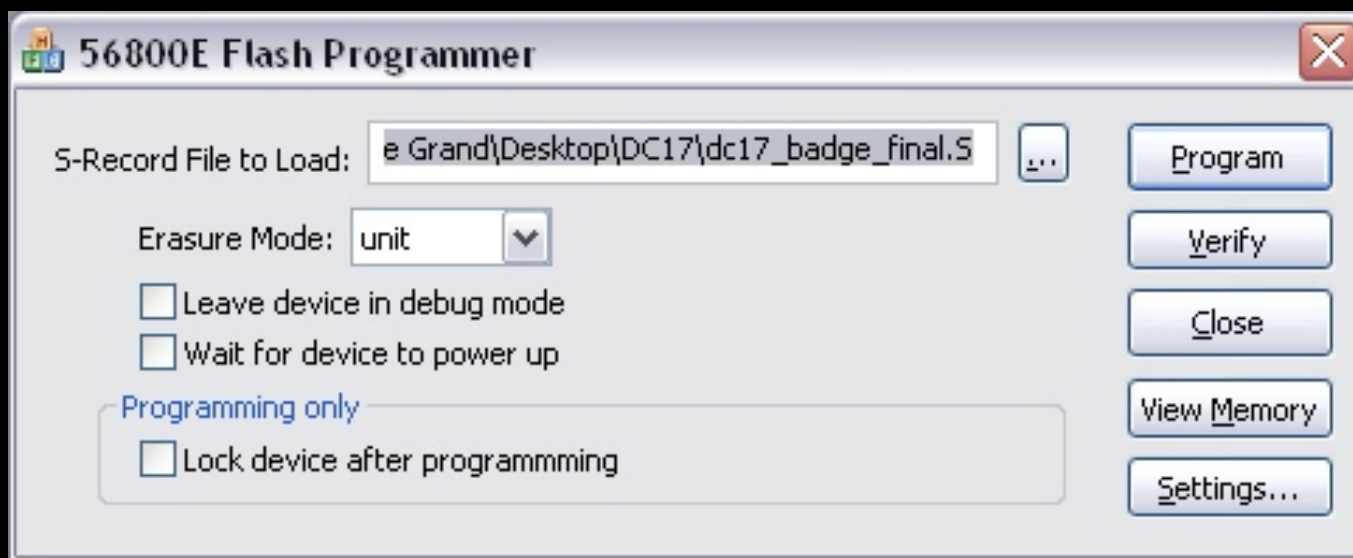 56800E Flash Programmer
S-Record File to Load: e Grand\Desktop\DC17\dc17_badge_final.S ... Program
Erasure Mode: unit Verify
Leave device in debug mode Close
Wait for device to power up
Programming only View Memory
Lock device after programmming Settings...